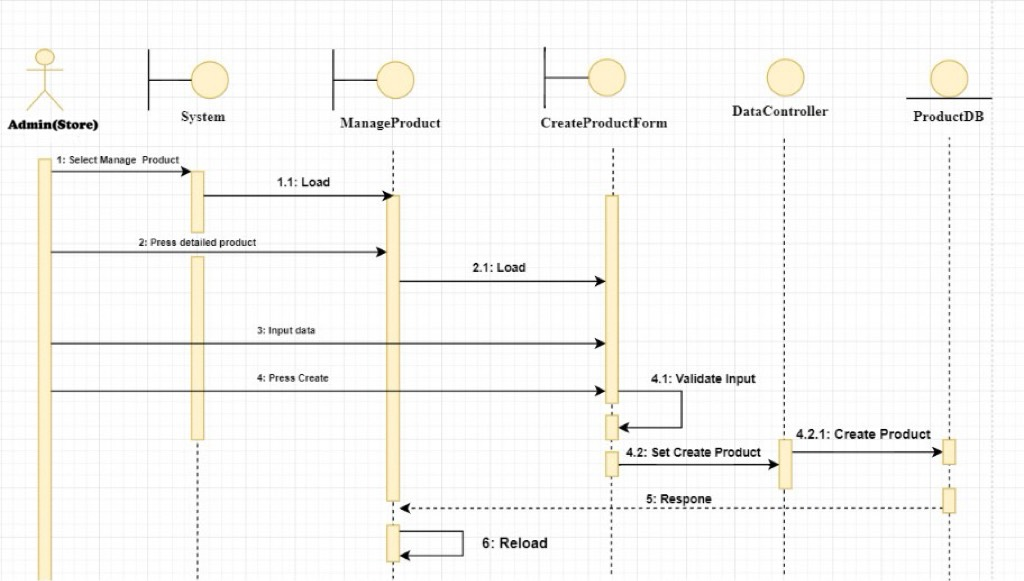 Admin(Store)
System
ManageProduct
CreateProductForm
DataController
ProductDB
1: Select Manage Product
1.1: Load
2: Press detailed product
2.1: Load
3: Input data
4: Press Create
4.1: Validate Input
4.2: Set Create Product
4.2.1: Create Product
5: Respone
6: Reload